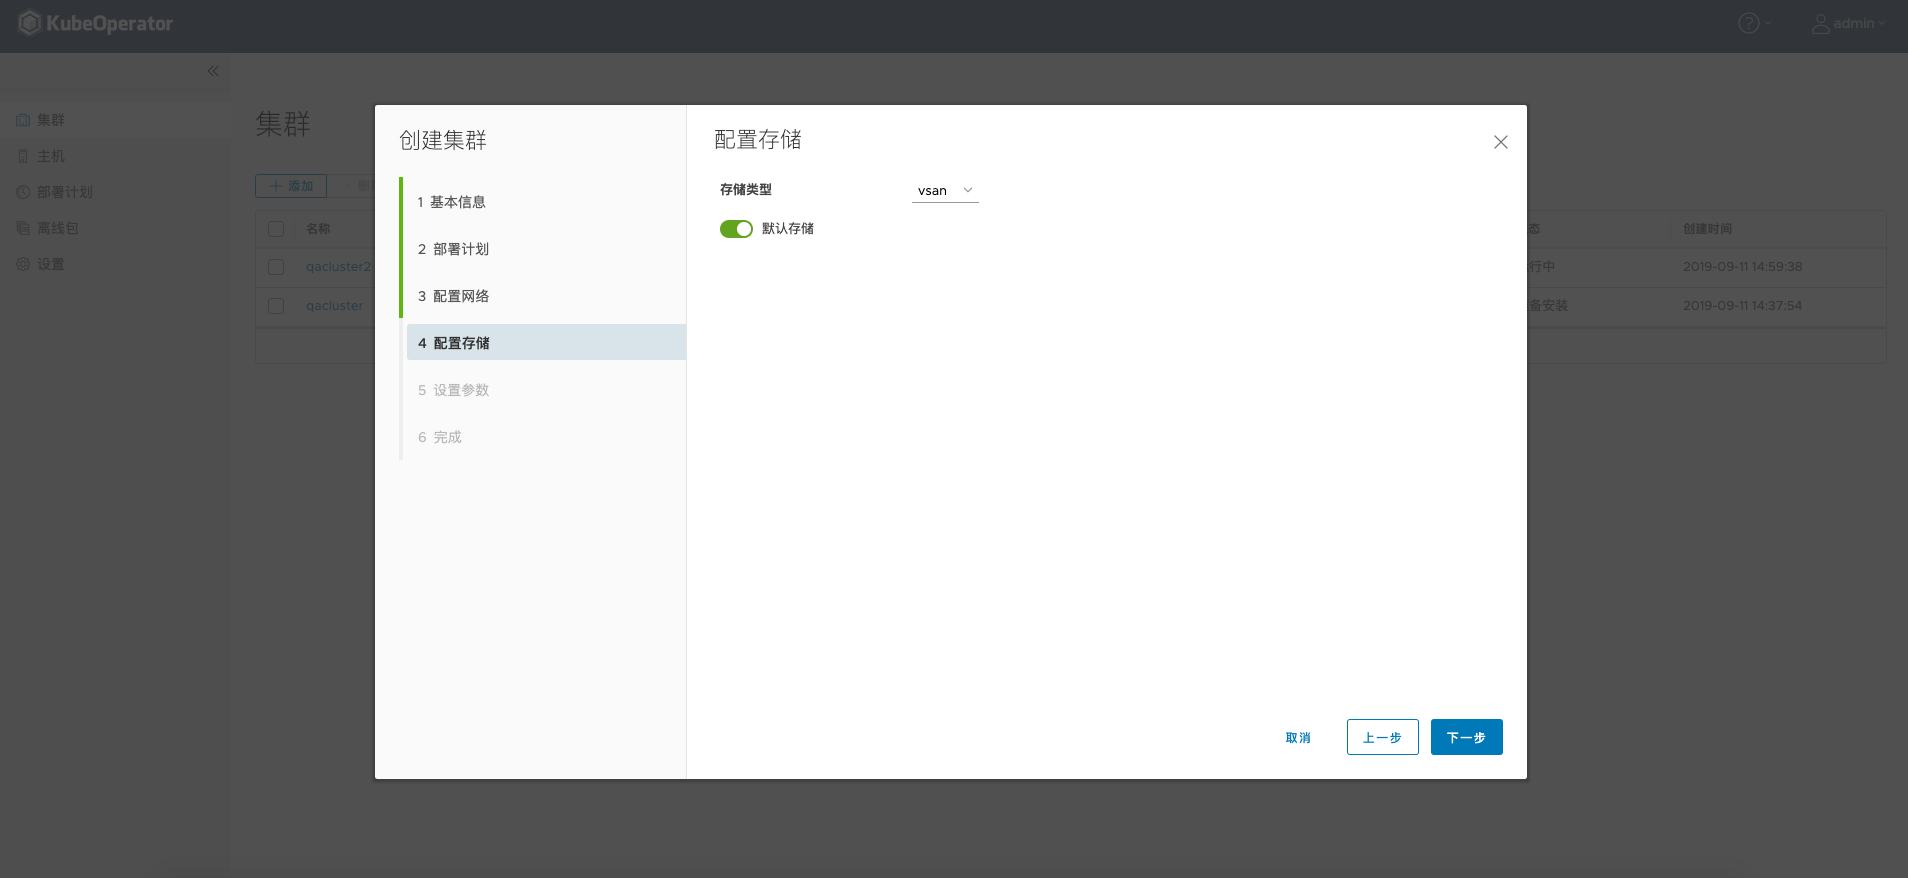 KubeOperator
admin
集群
主机
部署计划
离线包
设置
集群
添加
名称
创建时间
qacluster2
行中
2019-09-11 14:59:38
qacluster
备安装
2019-09-11 14:37:54
创建集群
1 基本信息
2 部署计划
3 配置网络
4 配置存储
5 设置参数
6 完成
配置存储
存储类型
vsan
默认存储
取消
上一步
下一步